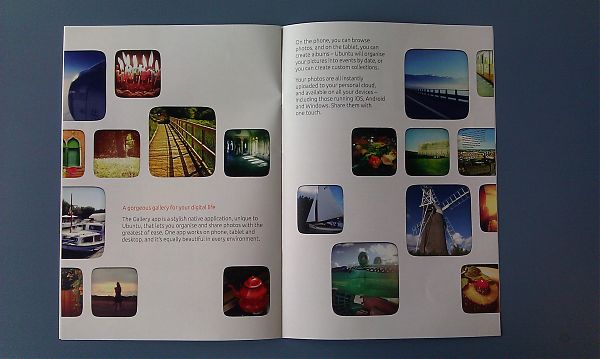 A gorgeous gallery for your digital life
The Gallery app is a stylish native application, unique to
Ubuntu, that lets you organise and share photos with the
greatest of ease. One app works on phone, tablet and
desktop, and it's equally beautiful in every environment.
On the phone, you can browse
photos, and on the tablet, you can
create albums – Ubuntu will organise
your pictures into events by date, or
you can create custom collections.
Your photos are all instantly
uploaded to your personal cloud,
and available on all your devices –
including those running iOS, Android
and Windows. Share them with
one touch.